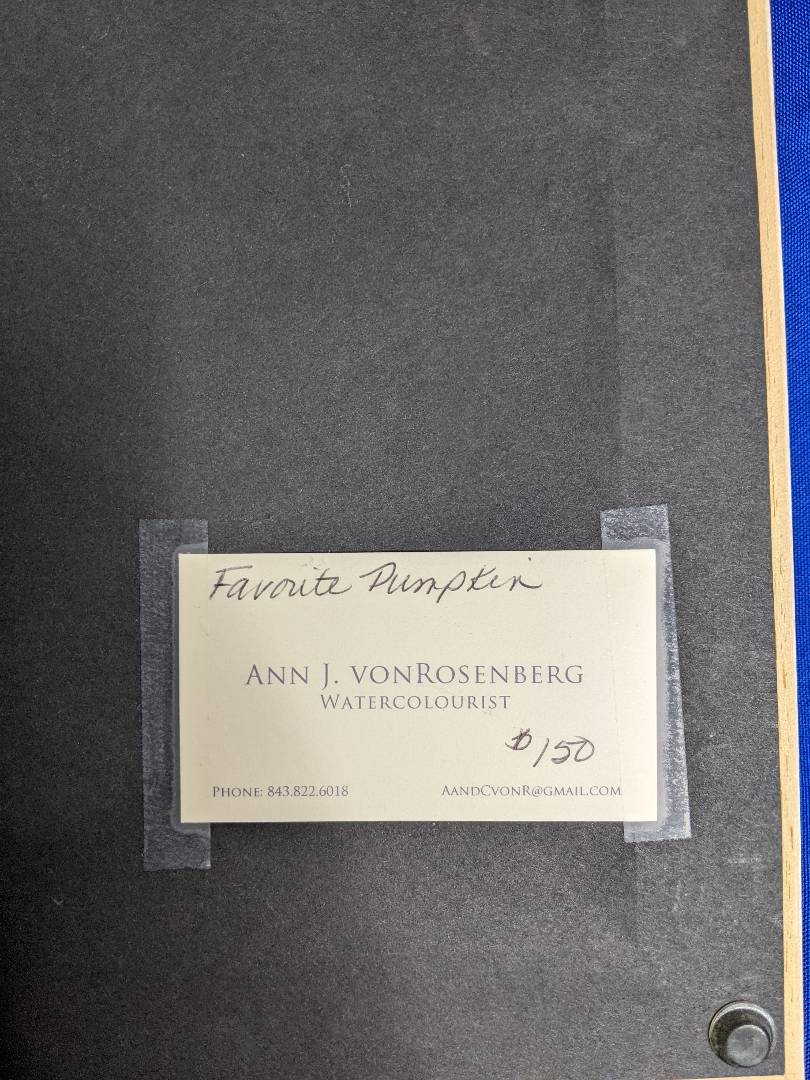 Favorite Pumpkin
Ann J. vonRosenberg
Watercolourist
$150
Phone: 843.822.6018 AandCvonR@gmail.com